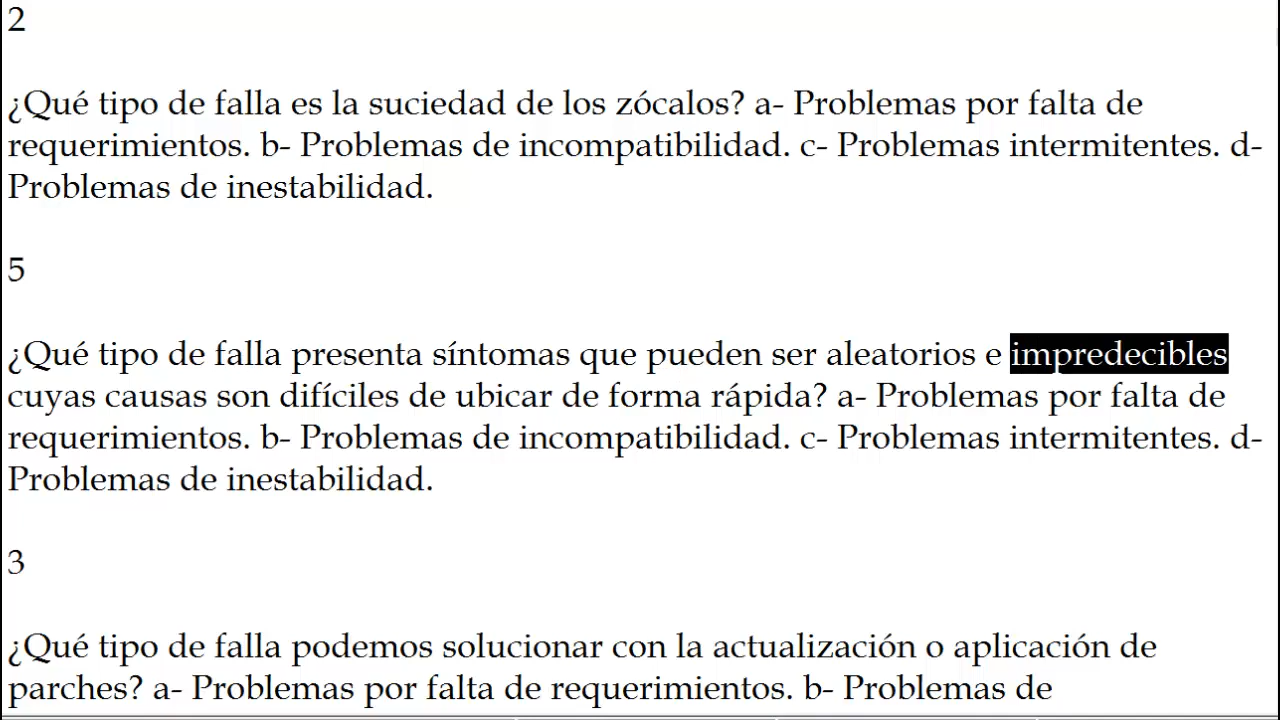 2
¿Qué tipo de falla es la suciedad de los zócalos? a- Problemas por falta de
requerimientos. b- Problemas de incompatibilidad. c- Problemas intermitentes. d-
Problemas de inestabilidad.
5
¿Qué tipo de falla presenta síntomas que pueden ser aleatorios e impredecibles
cuyas causas son difíciles de ubicar de forma rápida? a- Problemas por falta de
requerimientos. b- Problemas de incompatibilidad. c- Problemas intermitentes. d-
Problemas de inestabilidad.
3
¿Qué tipo de falla podemos solucionar con la actualización o aplicación de
parches? a- Problemas por falta de requerimientos. b- Problemas de